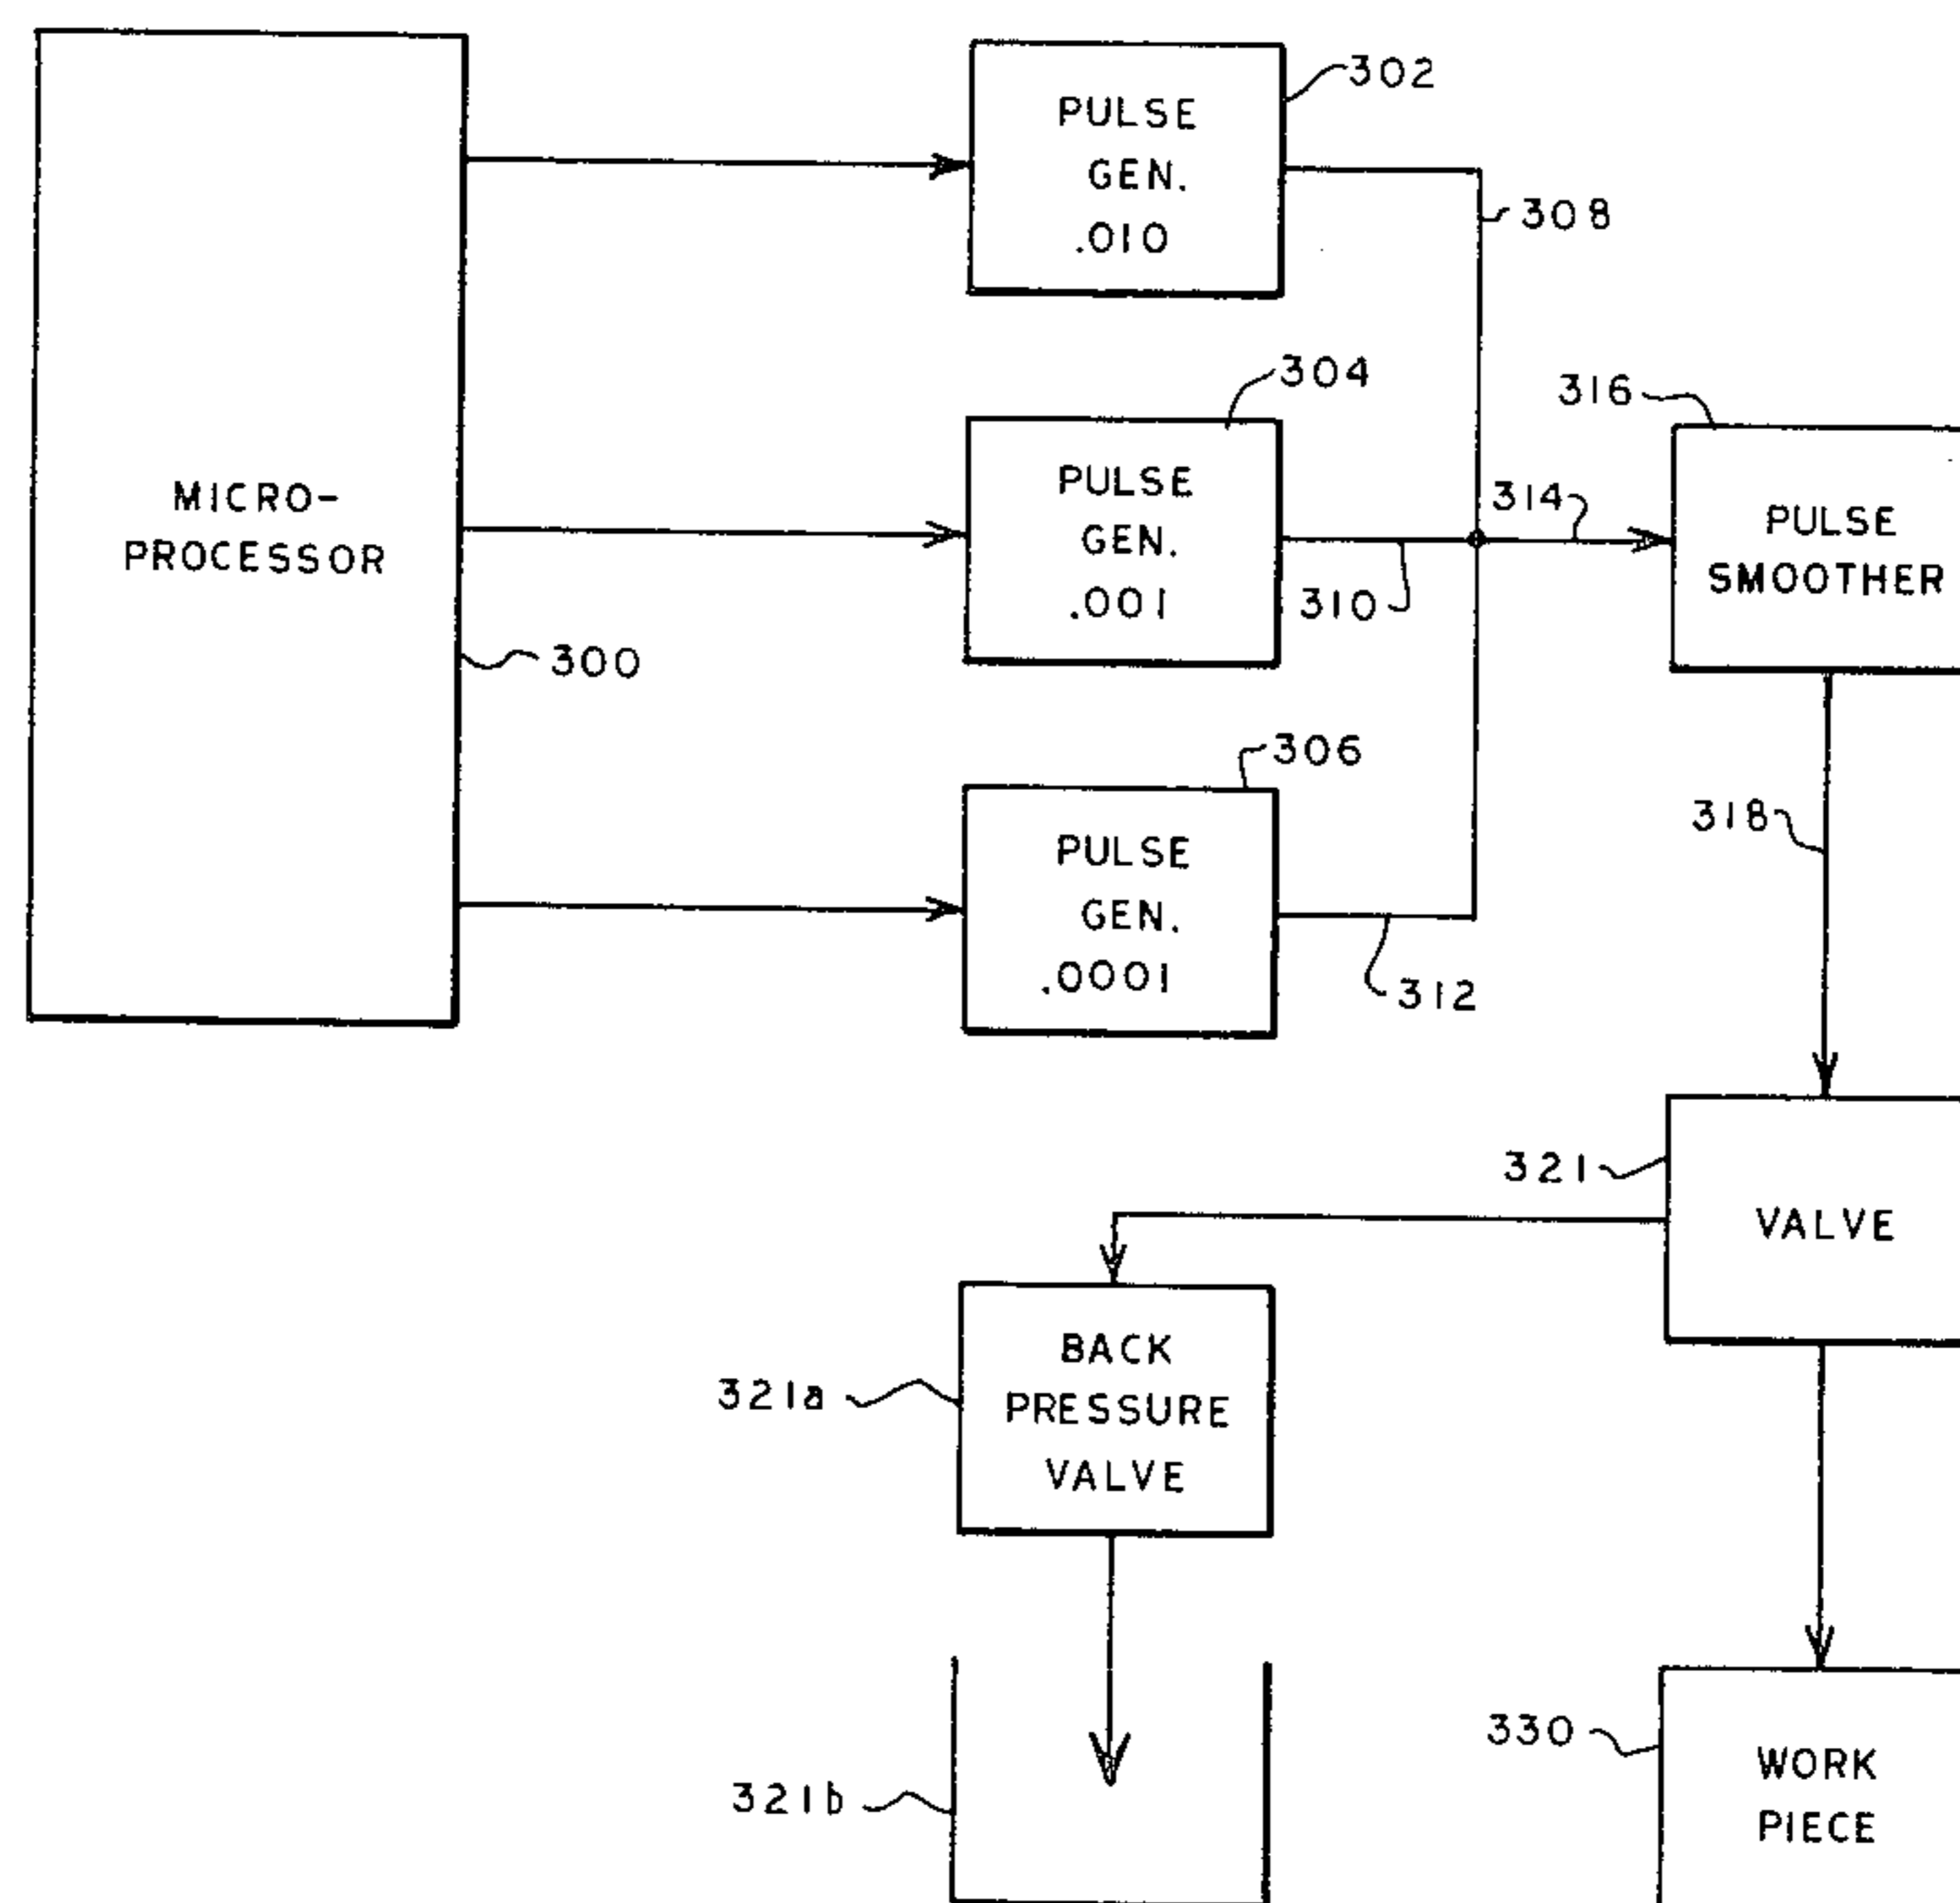 302
PULSE
GEN.
.010
308
304
316
MICRO-
PROCESSOR
PULSE
GEN.
.001
314
310
PULSE
SMOOTHER
300
306
PULSE
GEN.
.0001
318
312
321
VALVE
BACK
PRESSURE
VALVE
321a
330
WORK
PIECE
321b